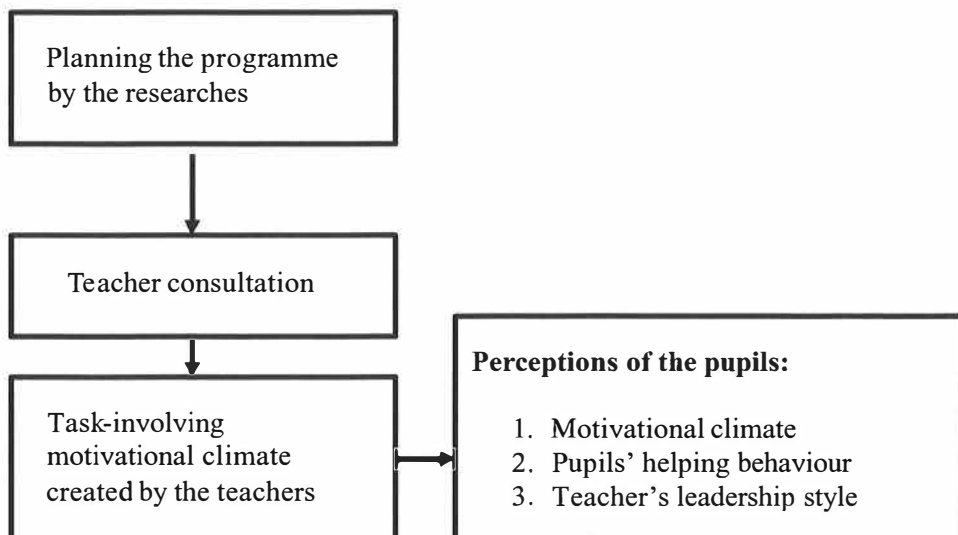 Planning the programme
by the researches
Teacher consultation
Task-involving
motivational climate
created by the teachers
Perceptions of the pupils:
1. Motivational climate
2. Pupils' helping behaviour
3. Teacher's leadership style